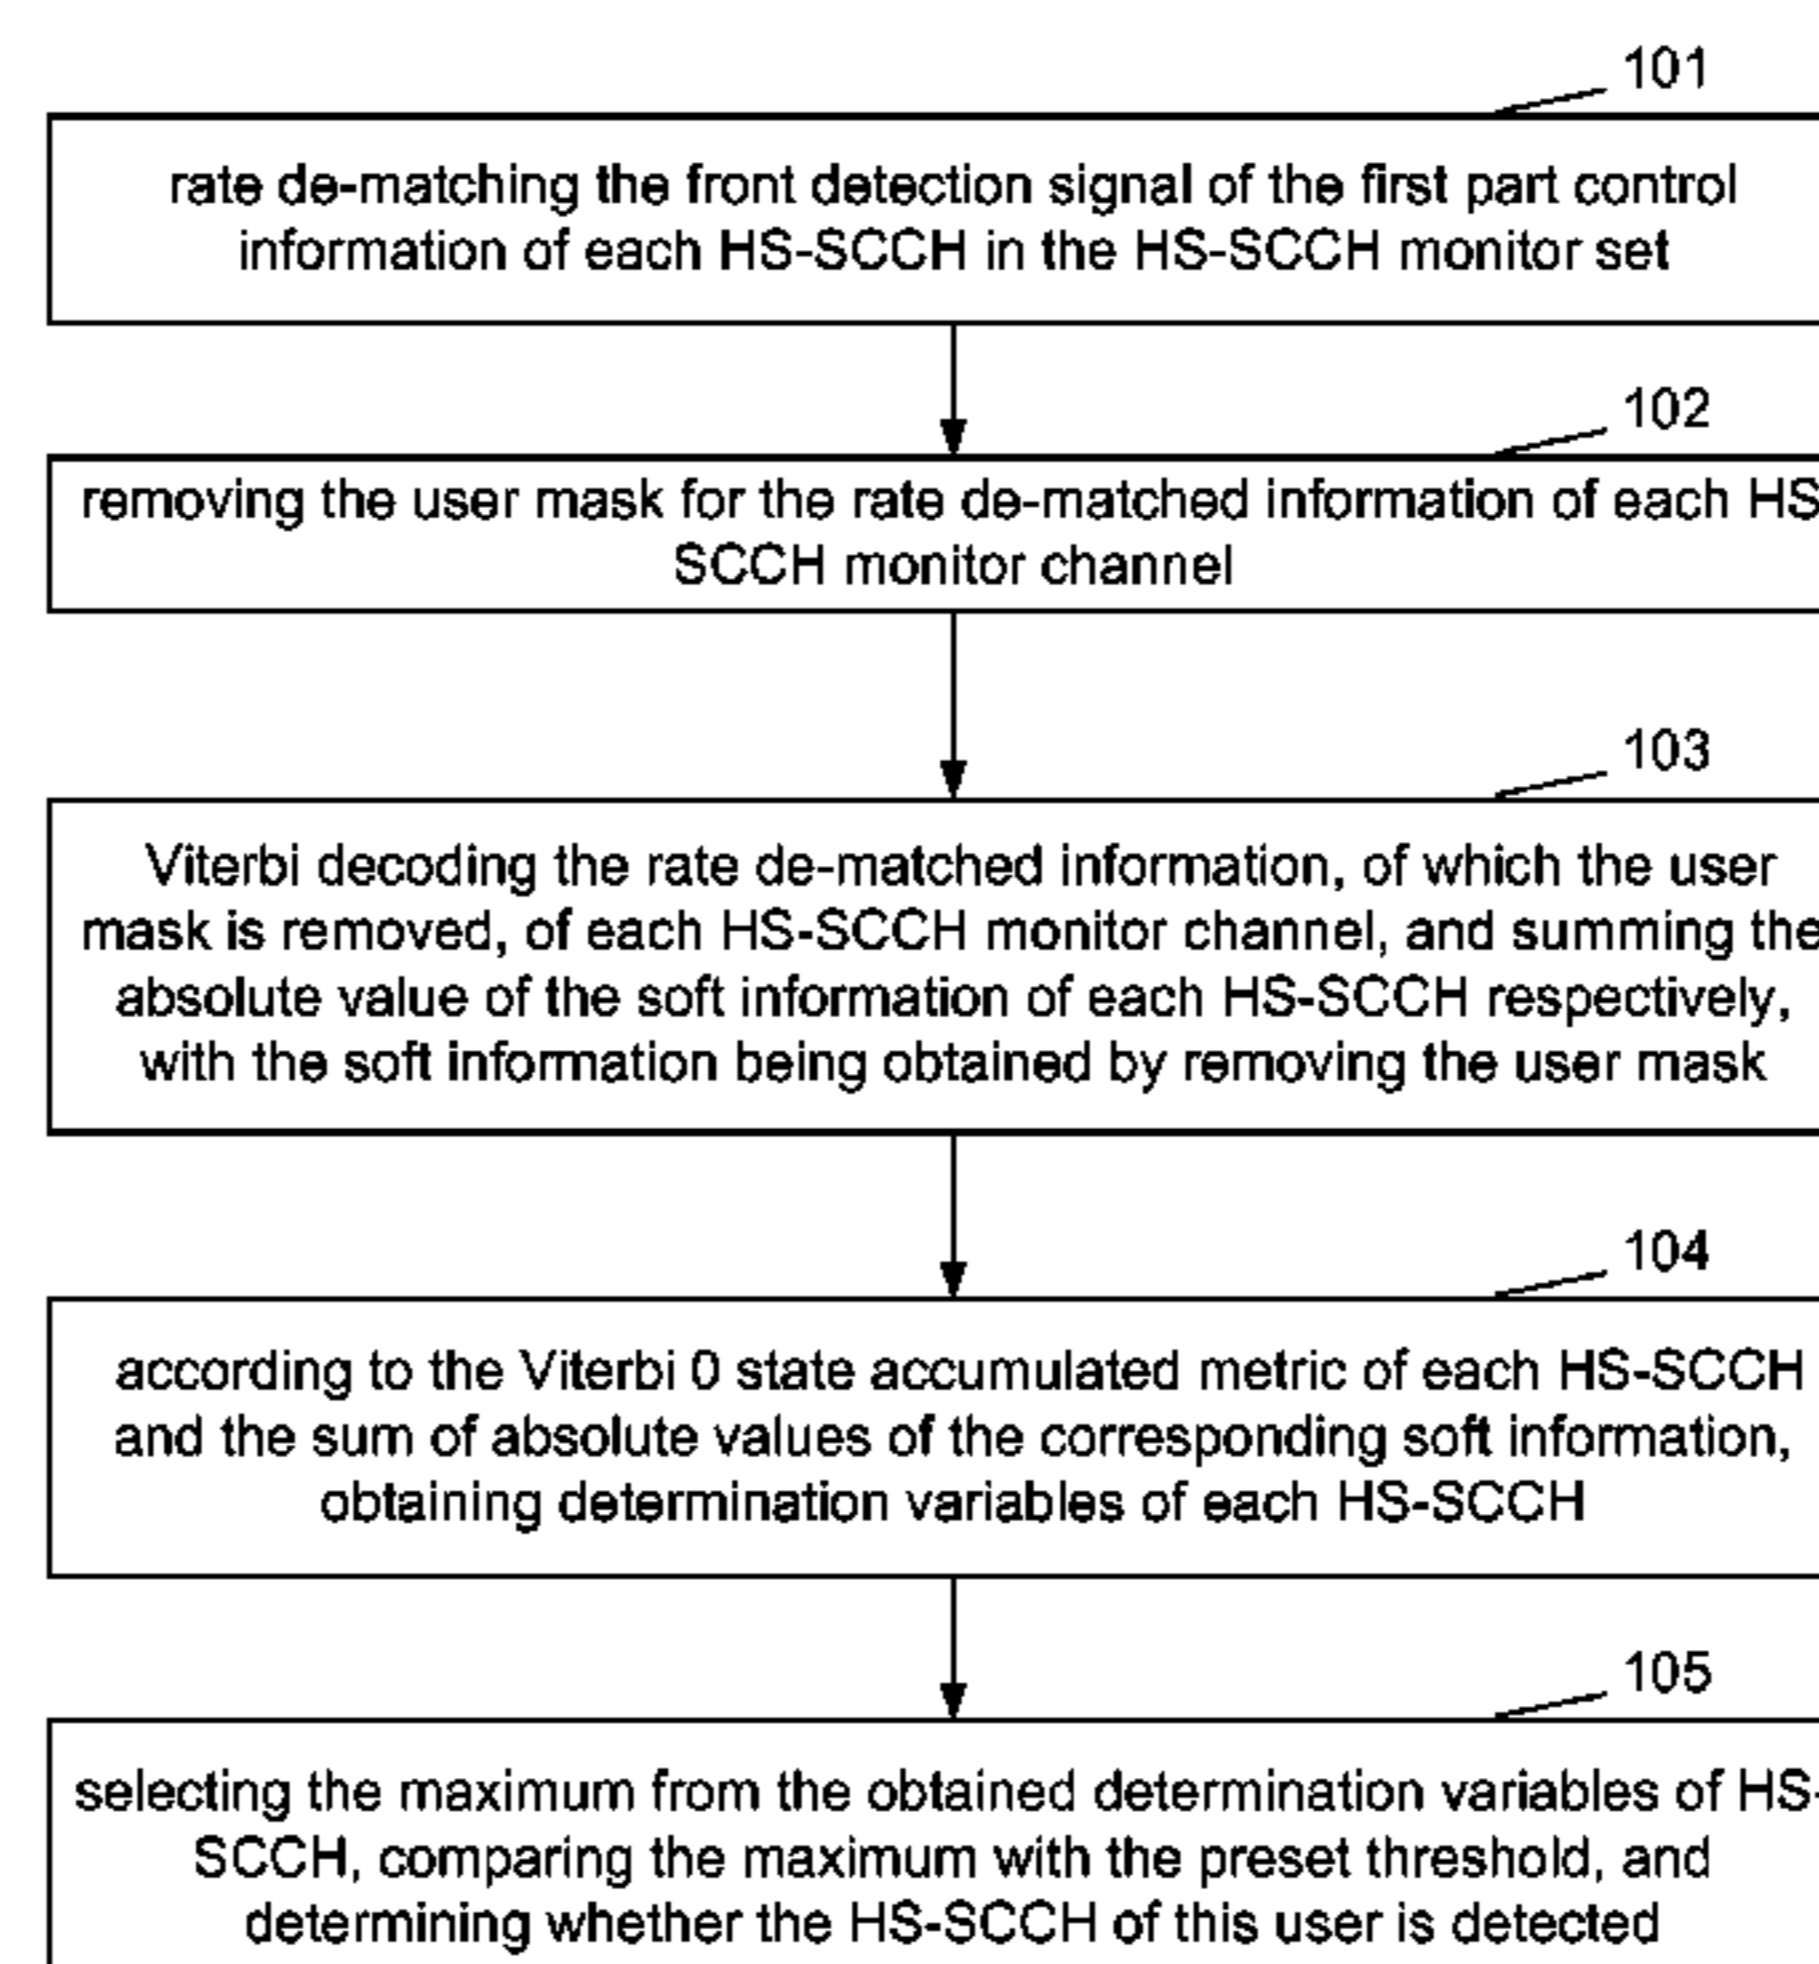 101
rate de-matching the front detection signal of the first part control
information of each HS-SCCH in the HS-SCCH monitor set
102
removing the user mask for the rate de-matched information of each HS
SCCH monitor channel
103
Viterbi decoding the rate de-matched information, of which the user
mask is removed, of each HS-SCCH monitor channel, and summing the
absolute value of the soft information of each HS-SCCH respectively,
with the soft information being obtained by removing the user mask
104
according to the Viterbi 0 state accumulated metric of each HS-SCCH
and the sum of absolute values of the corresponding soft information,
obtaining determination variables of each HS-SCCH
105
selecting the maximum from the obtained determination variables of HS-
SCCH, comparing the maximum with the preset threshold, and
determining whether the HS-SCCH of this user is detected